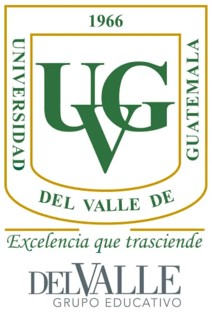 1966
UNIVERSIDAD
DEL VALLE DE
GUATEMALA
UVG
Excelencia que trasciende
DELVALLE
GRUPO EDUCATIVO